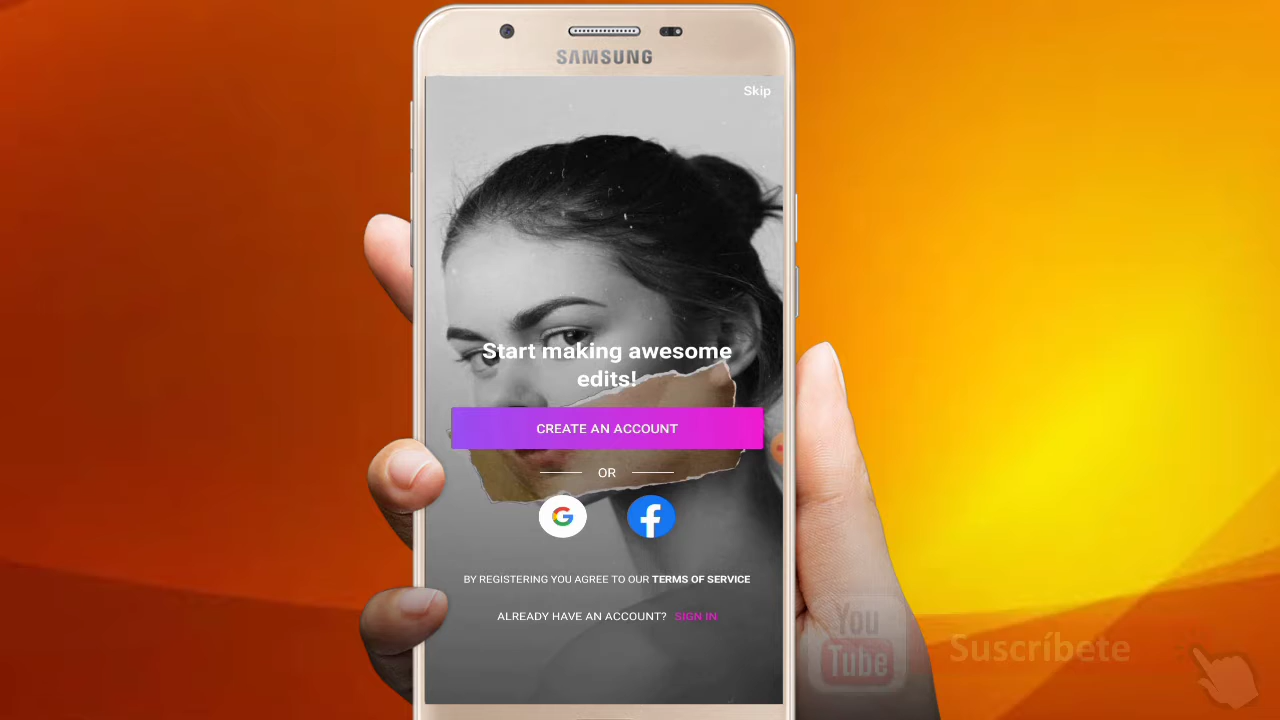 SAMSUNG
Skip
Start making awesome
edits!
CREATE AN ACCOUNT
OR
BY REGISTERING YOU AGREE TO OUR TERMS OF SERVICE
ALREADY HAVE AN ACCOUNT? SIGN IN
You
Tube
Suscríbete